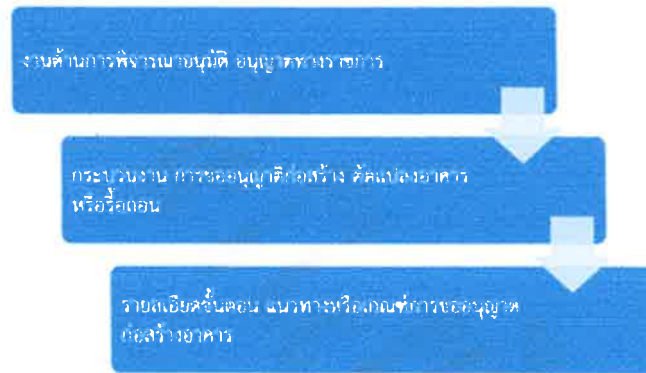 งานด้านการพิจารณาอนุมัติ อนุญาตทางราชการ
กระบวนงาน การขออนุญาติก่อสร้าง ดัดแปลงอาคาร
หรือรื้อถอน
รายละเอียดขั้นตอน แนวทางหรือเกณฑ์การขออนุญาต
ก่อสร้างอาคาร